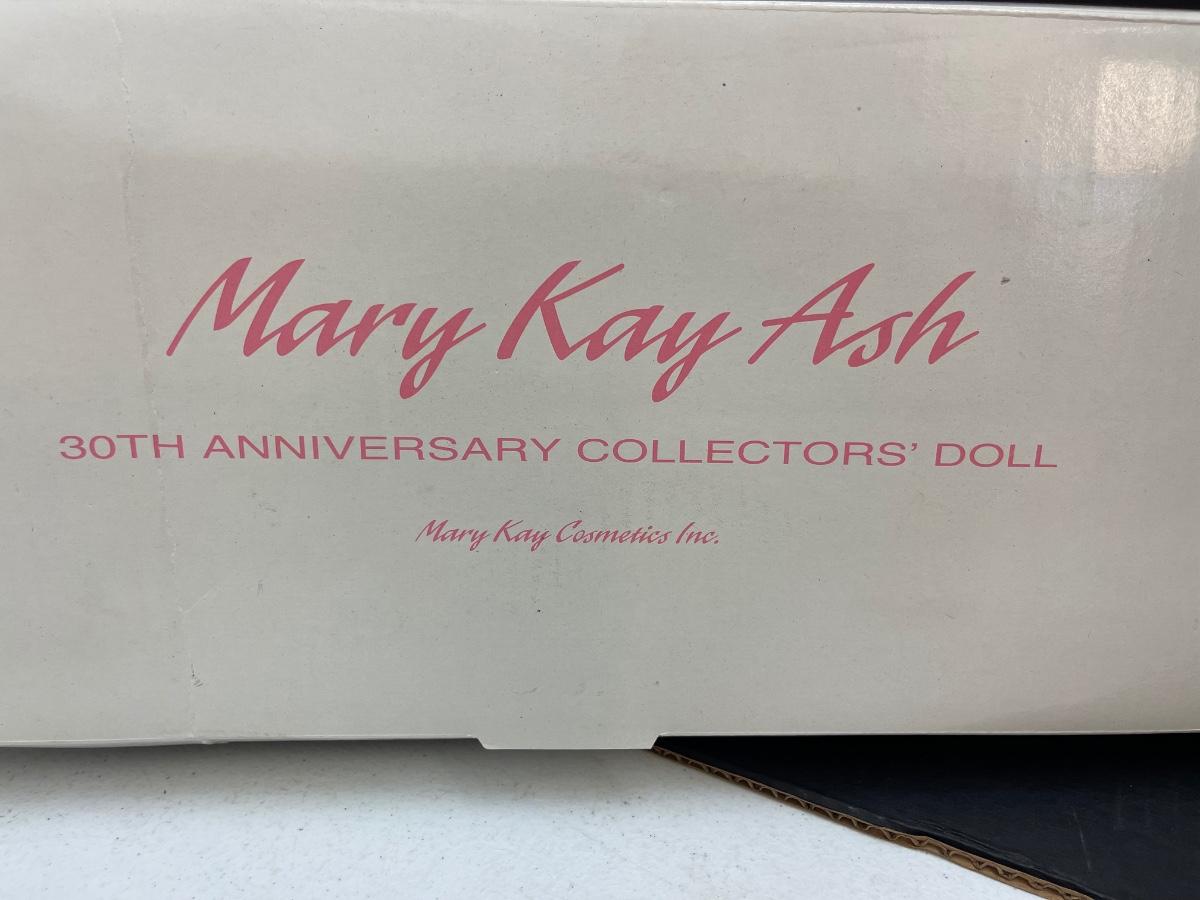 Mary Kay Ash
30TH ANNIVERSARY COLLECTORS' DOLL
Mary Kay Cosmetics Inc.